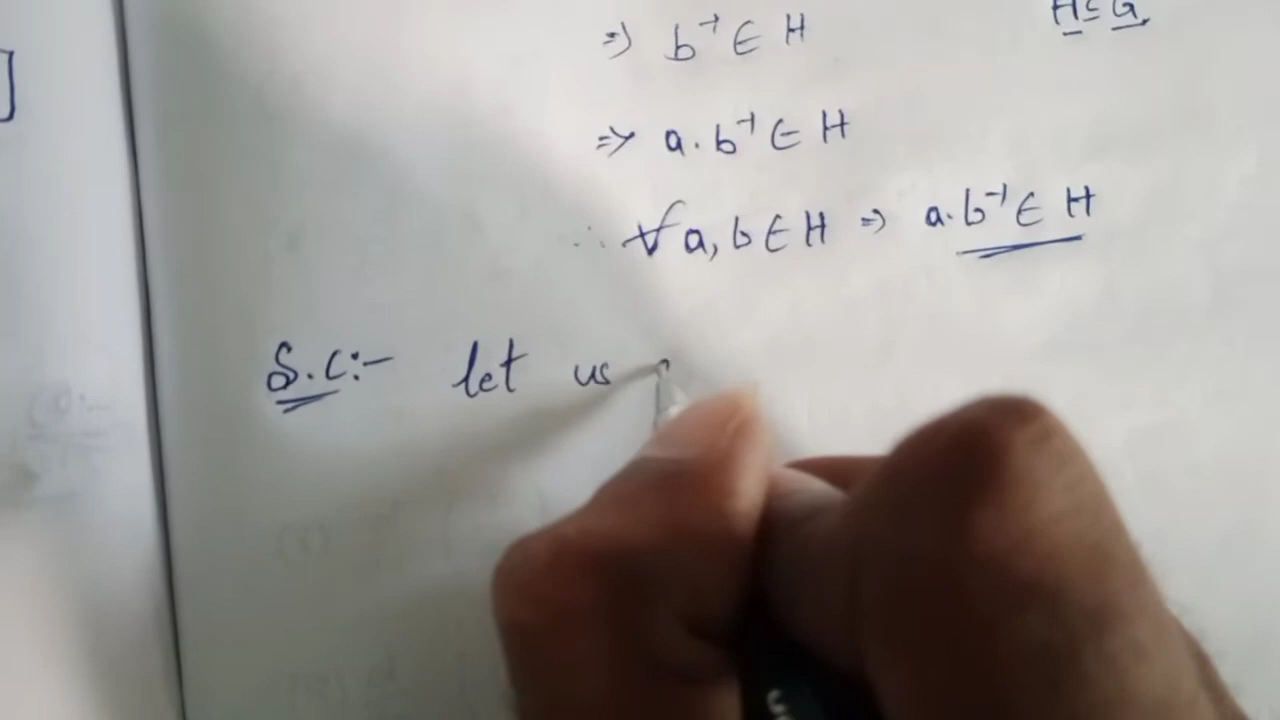 ⇒ b⁻¹ ∈ H
H ⊆ G
⇒ a.b⁻¹ ∈ H
∴ ∀ a, b ∈ H ⇒ a.b⁻¹ ∈ H
S.C:- let us